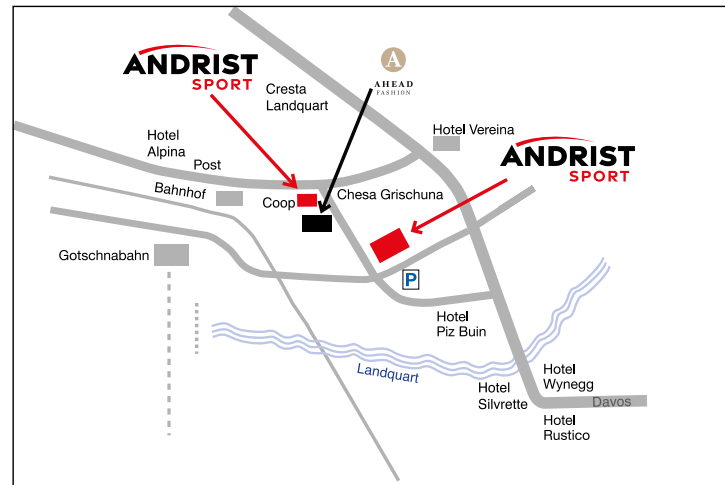 ANDRIST
SPORT
A
AHEAD
FASHION
Cresta
Landquart
Hotel
Alpina
Post
Hotel Vereina
ANDRIST
SPORT
Bahnhof
Coop
Chesa Grischuna
Gotschnabahn
P
Hotel
Piz Buin
Landquart
Hotel
Silvrette
Hotel
Wynegg
Davos
Hotel
Rustico